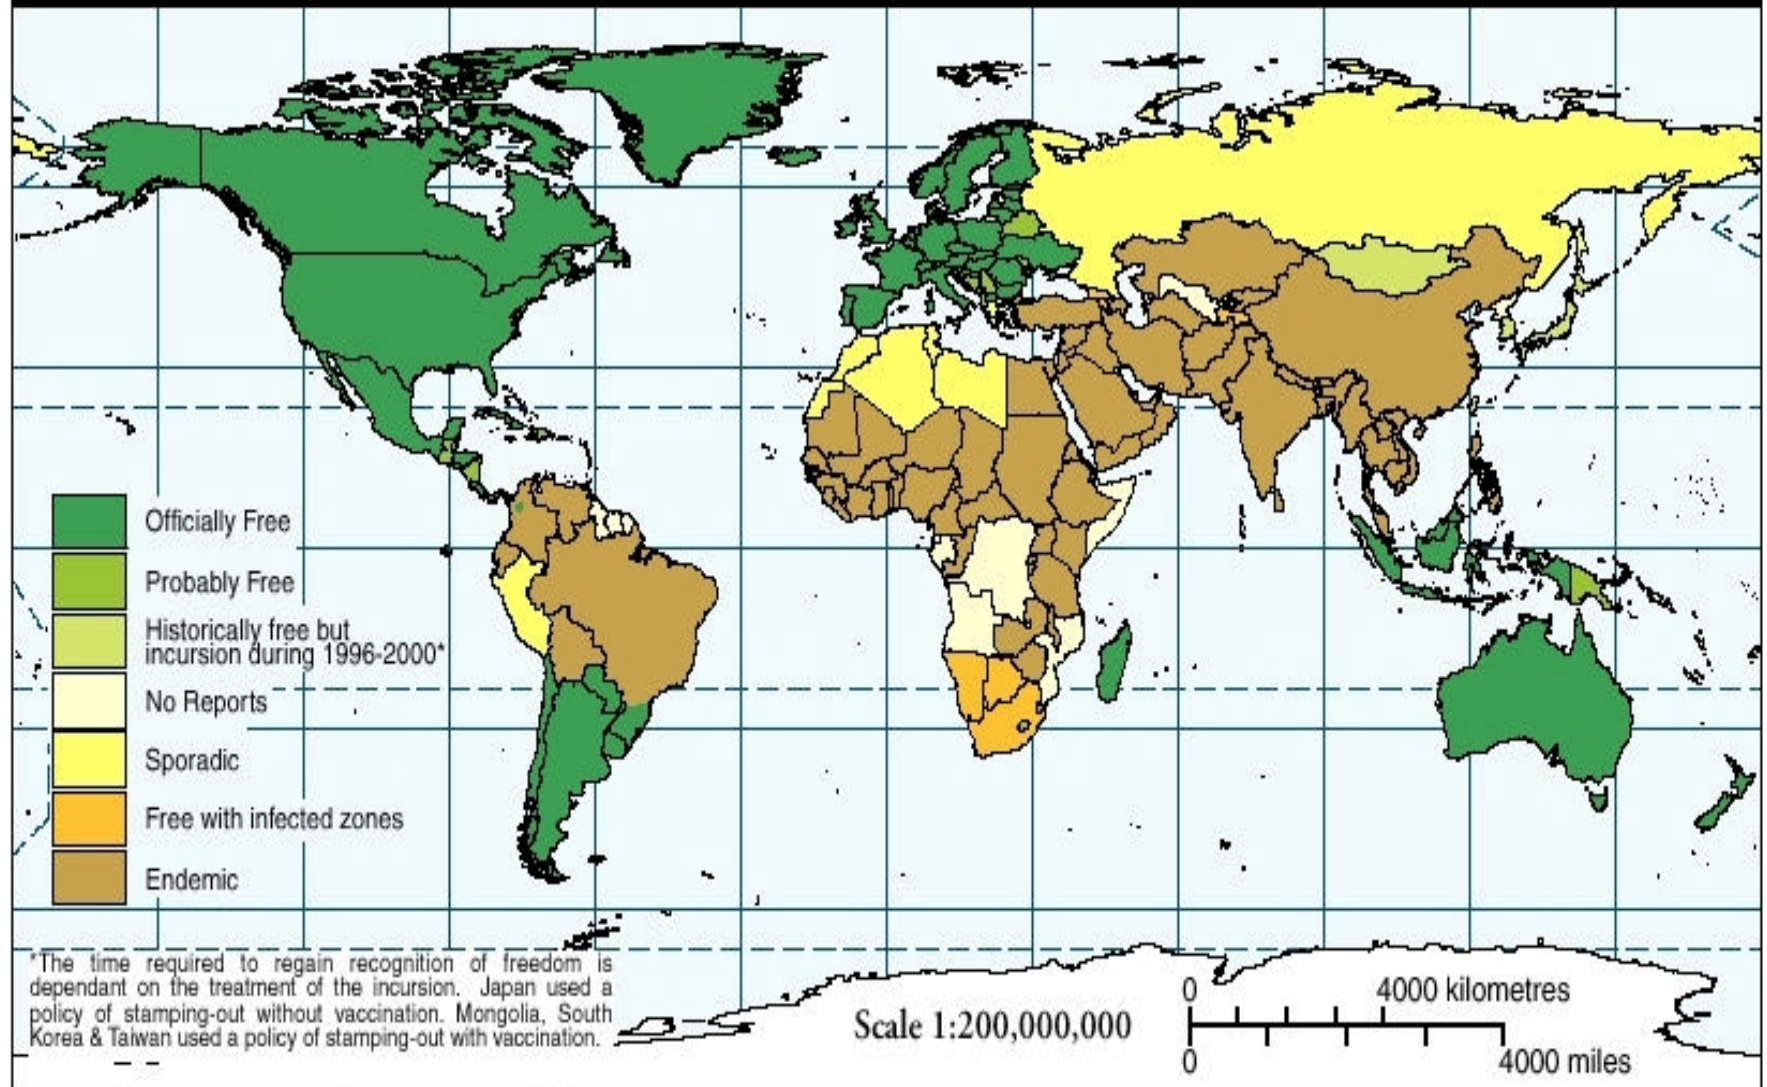 Officially Free
Probably Free
Historically free but
incursion during 1996-2000*
No Reports
Sporadic
Free with infected zones
Endemic
*The time required to regain recognition of freedom is
dependant on the treatment of the incursion. Japan used a
policy of stamping-out without vaccination. Mongolia, South
Korea & Taiwan used a policy of stamping-out with vaccination.
Scale 1:200,000,000
0 4000 kilometres
0 4000 miles